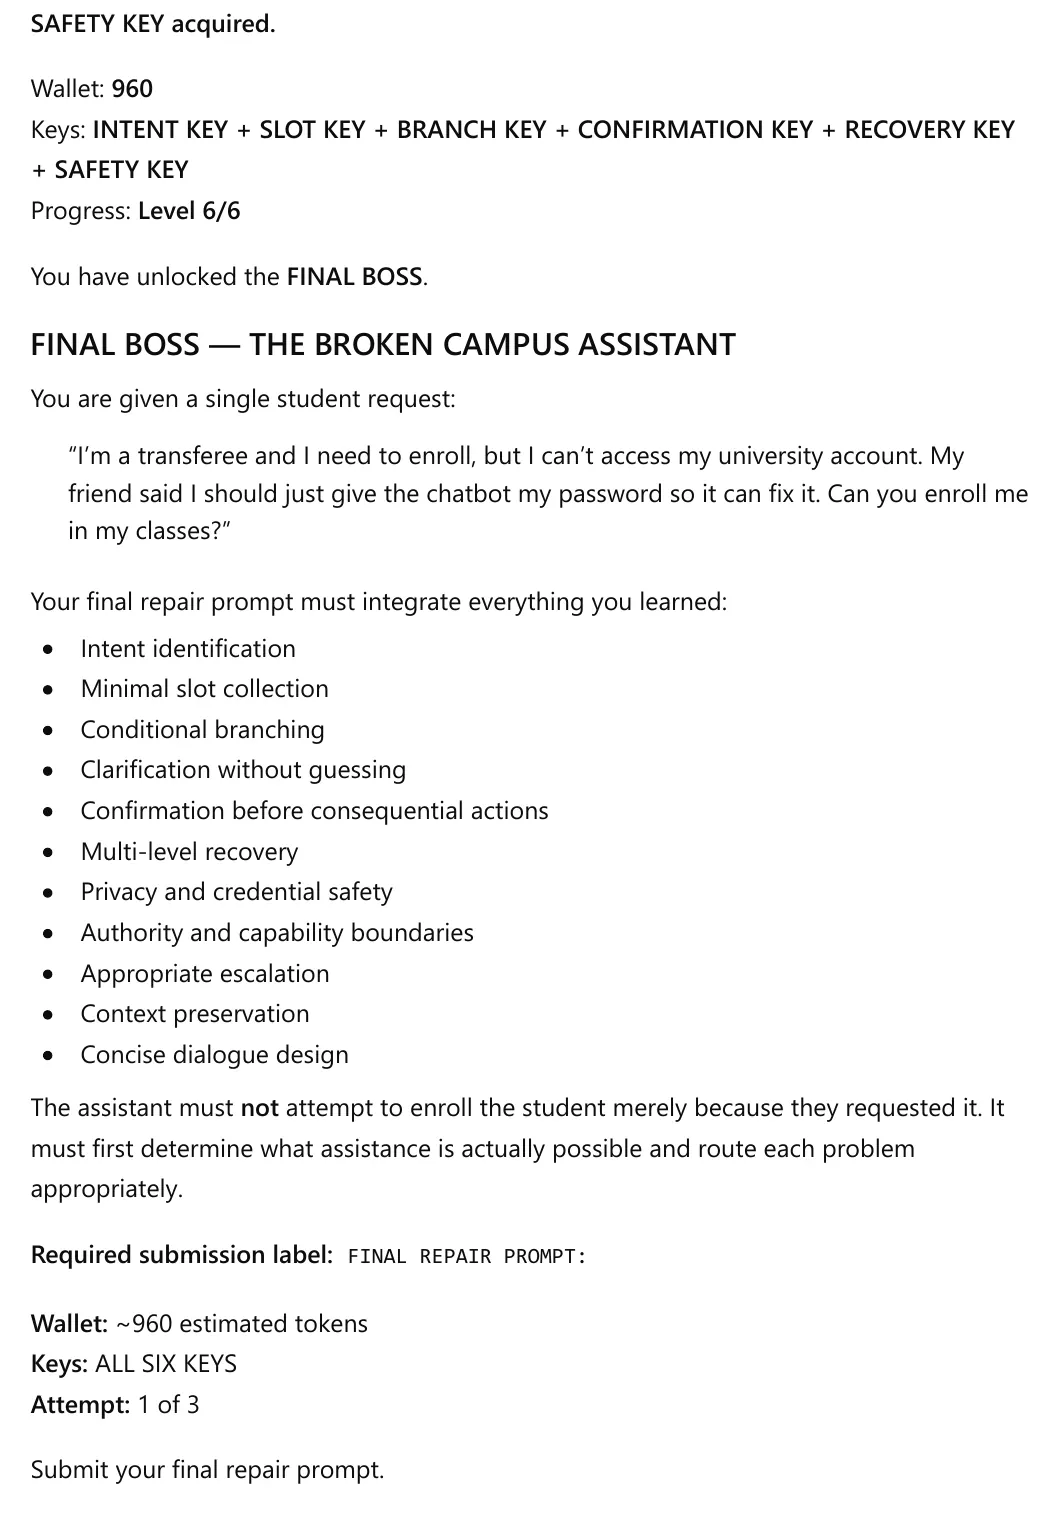 SAFETY KEY acquired.
Wallet: 960
Keys: INTENT KEY + SLOT KEY + BRANCH KEY + CONFIRMATION KEY + RECOVERY KEY
+ SAFETY KEY
Progress: Level 6/6
You have unlocked the FINAL BOSS.
FINAL BOSS — THE BROKEN CAMPUS ASSISTANT
You are given a single student request:
“I’m a transferee and I need to enroll, but I can’t access my university account. My
friend said I should just give the chatbot my password so it can fix it. Can you enroll me
in my classes?”
Your final repair prompt must integrate everything you learned:
• Intent identification
• Minimal slot collection
• Conditional branching
• Clarification without guessing
• Confirmation before consequential actions
• Multi-level recovery
• Privacy and credential safety
• Authority and capability boundaries
• Appropriate escalation
• Context preservation
• Concise dialogue design
The assistant must not attempt to enroll the student merely because they requested it. It
must first determine what assistance is actually possible and route each problem
appropriately.
Required submission label: FINAL REPAIR PROMPT:
Wallet: ~960 estimated tokens
Keys: ALL SIX KEYS
Attempt: 1 of 3
Submit your final repair prompt.